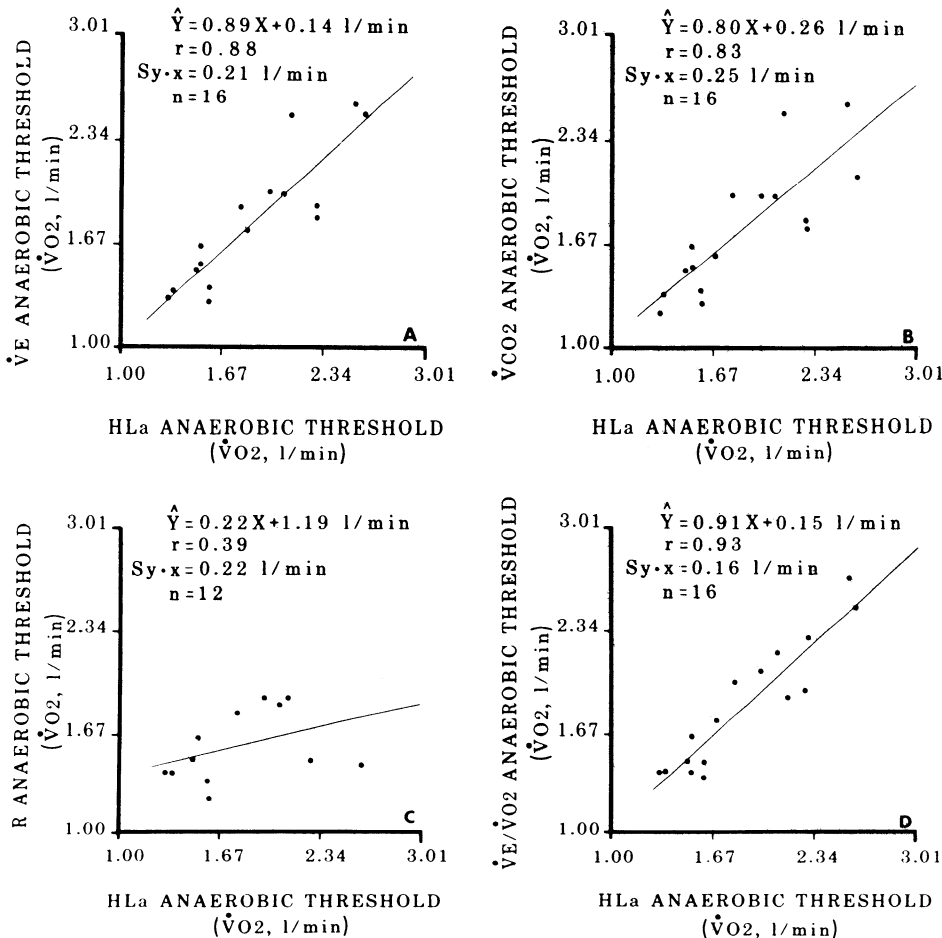 V̇E ANAEROBIC THRESHOLD
(V̇O2, l/min)
Ŷ=0.89X+0.14 l/min
r=0.88
Sy·x=0.21 l/min
n=16
3.01
2.34
1.67
1.00
A
1.00 1.67 2.34 3.01
HLa ANAEROBIC THRESHOLD
(V̇O2, l/min)
V̇CO2 ANAEROBIC THRESHOLD
(V̇O2, l/min)
Ŷ=0.80X+0.26 l/min
r=0.83
Sy·x=0.25 l/min
n=16
3.01
2.34
1.67
1.00
B
1.00 1.67 2.34 3.01
HLa ANAEROBIC THRESHOLD
(V̇O2, l/min)
R ANAEROBIC THRESHOLD
(V̇O2, l/min)
Ŷ=0.22X+1.19 l/min
r=0.39
Sy·x=0.22 l/min
n=12
3.01
2.34
1.67
1.00
C
1.00 1.67 2.34 3.01
HLa ANAEROBIC THRESHOLD
(V̇O2, l/min)
V̇E/V̇O2 ANAEROBIC THRESHOLD
(V̇O2, l/min)
Ŷ=0.91X+0.15 l/min
r=0.93
Sy·x=0.16 l/min
n=16
3.01
2.34
1.67
1.00
D
1.00 1.67 2.34 3.01
HLa ANAEROBIC THRESHOLD
(V̇O2, l/min)